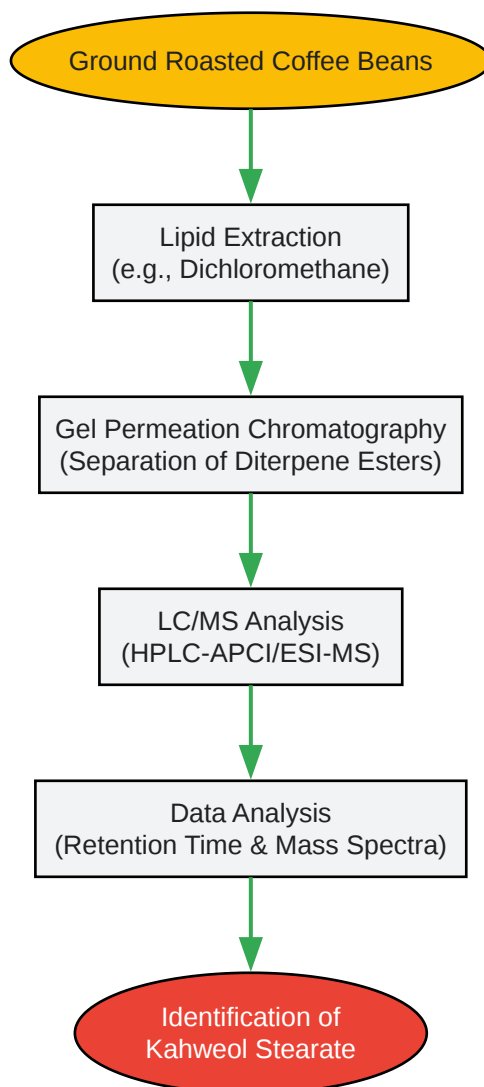 Ground Roasted Coffee Beans
Lipid Extraction
(e.g., Dichloromethane)
Gel Permeation Chromatography
(Separation of Diterpene Esters)
LC/MS Analysis
(HPLC-APCI/ESI-MS)
Data Analysis
(Retention Time & Mass Spectra)
Identification of
Kahweol Stearate